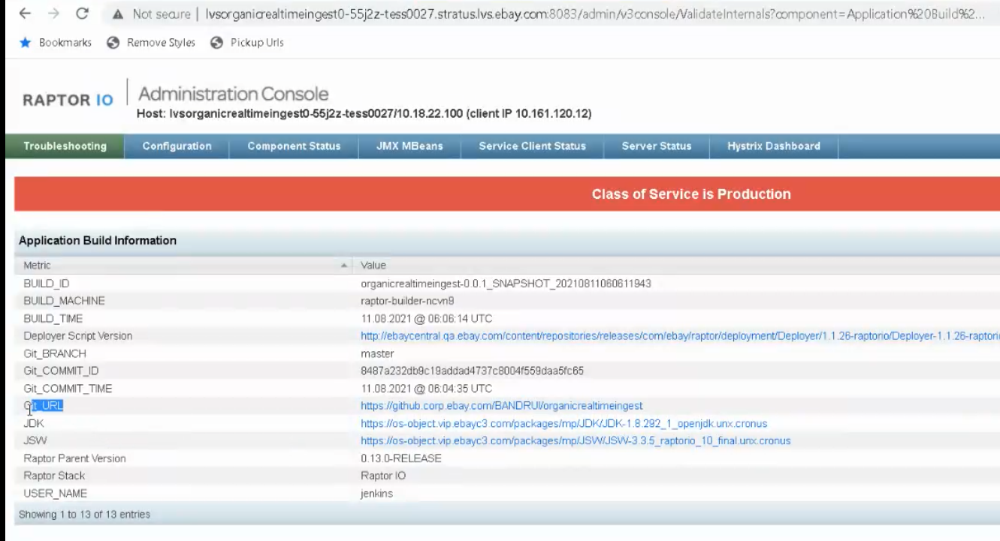 Not secure | lvsorganicrealtimeingest0-55j2z-tess0027.stratus.lvs.ebay.com:8083/admin/v3console/ValidateInternals?component=Application%20Build%2...
Bookmarks Remove Styles Pickup Urls
RAPTOR IO Administration Console
Host: lvsorganicrealtimeingest0-55j2z-tess0027/10.18.22.100 (client IP 10.161.120.12)
Troubleshooting Configuration Component Status JMX MBeans Service Client Status Server Status Hystrix Dashboard
Class of Service is Production
Application Build Information
Metric Value
BUILD_ID organicrealtimeingest-0.0.1_SNAPSHOT_20210811060611943
BUILD_MACHINE raptor-builder-ncvn9
BUILD_TIME 11.08.2021 @ 06:06:14 UTC
Deployer Script Version http://ebaycentral.qa.ebay.com/content/repositories/releases/com/ebay/raptor/deployment/Deployer/1.1.26-raptorio/Deployer-1.1.26-raptorio
Git_BRANCH master
Git_COMMIT_ID 8487a232db9c19addad4737c8004f559daa5fc65
Git_COMMIT_TIME 11.08.2021 @ 06:04:35 UTC
Git_URL https://github.corp.ebay.com/BANDRUI/organicrealtimeingest
JDK https://os-object.vip.ebayc3.com/packages/mp/JDK/JDK-1.8.292_1_openjdk.unx.cronus
JSW https://os-object.vip.ebayc3.com/packages/mp/JSW/JSW-3.3.5_raptorio_10_final.unx.cronus
Raptor Parent Version 0.13.0-RELEASE
Raptor Stack Raptor IO
USER_NAME jenkins
Showing 1 to 13 of 13 entries